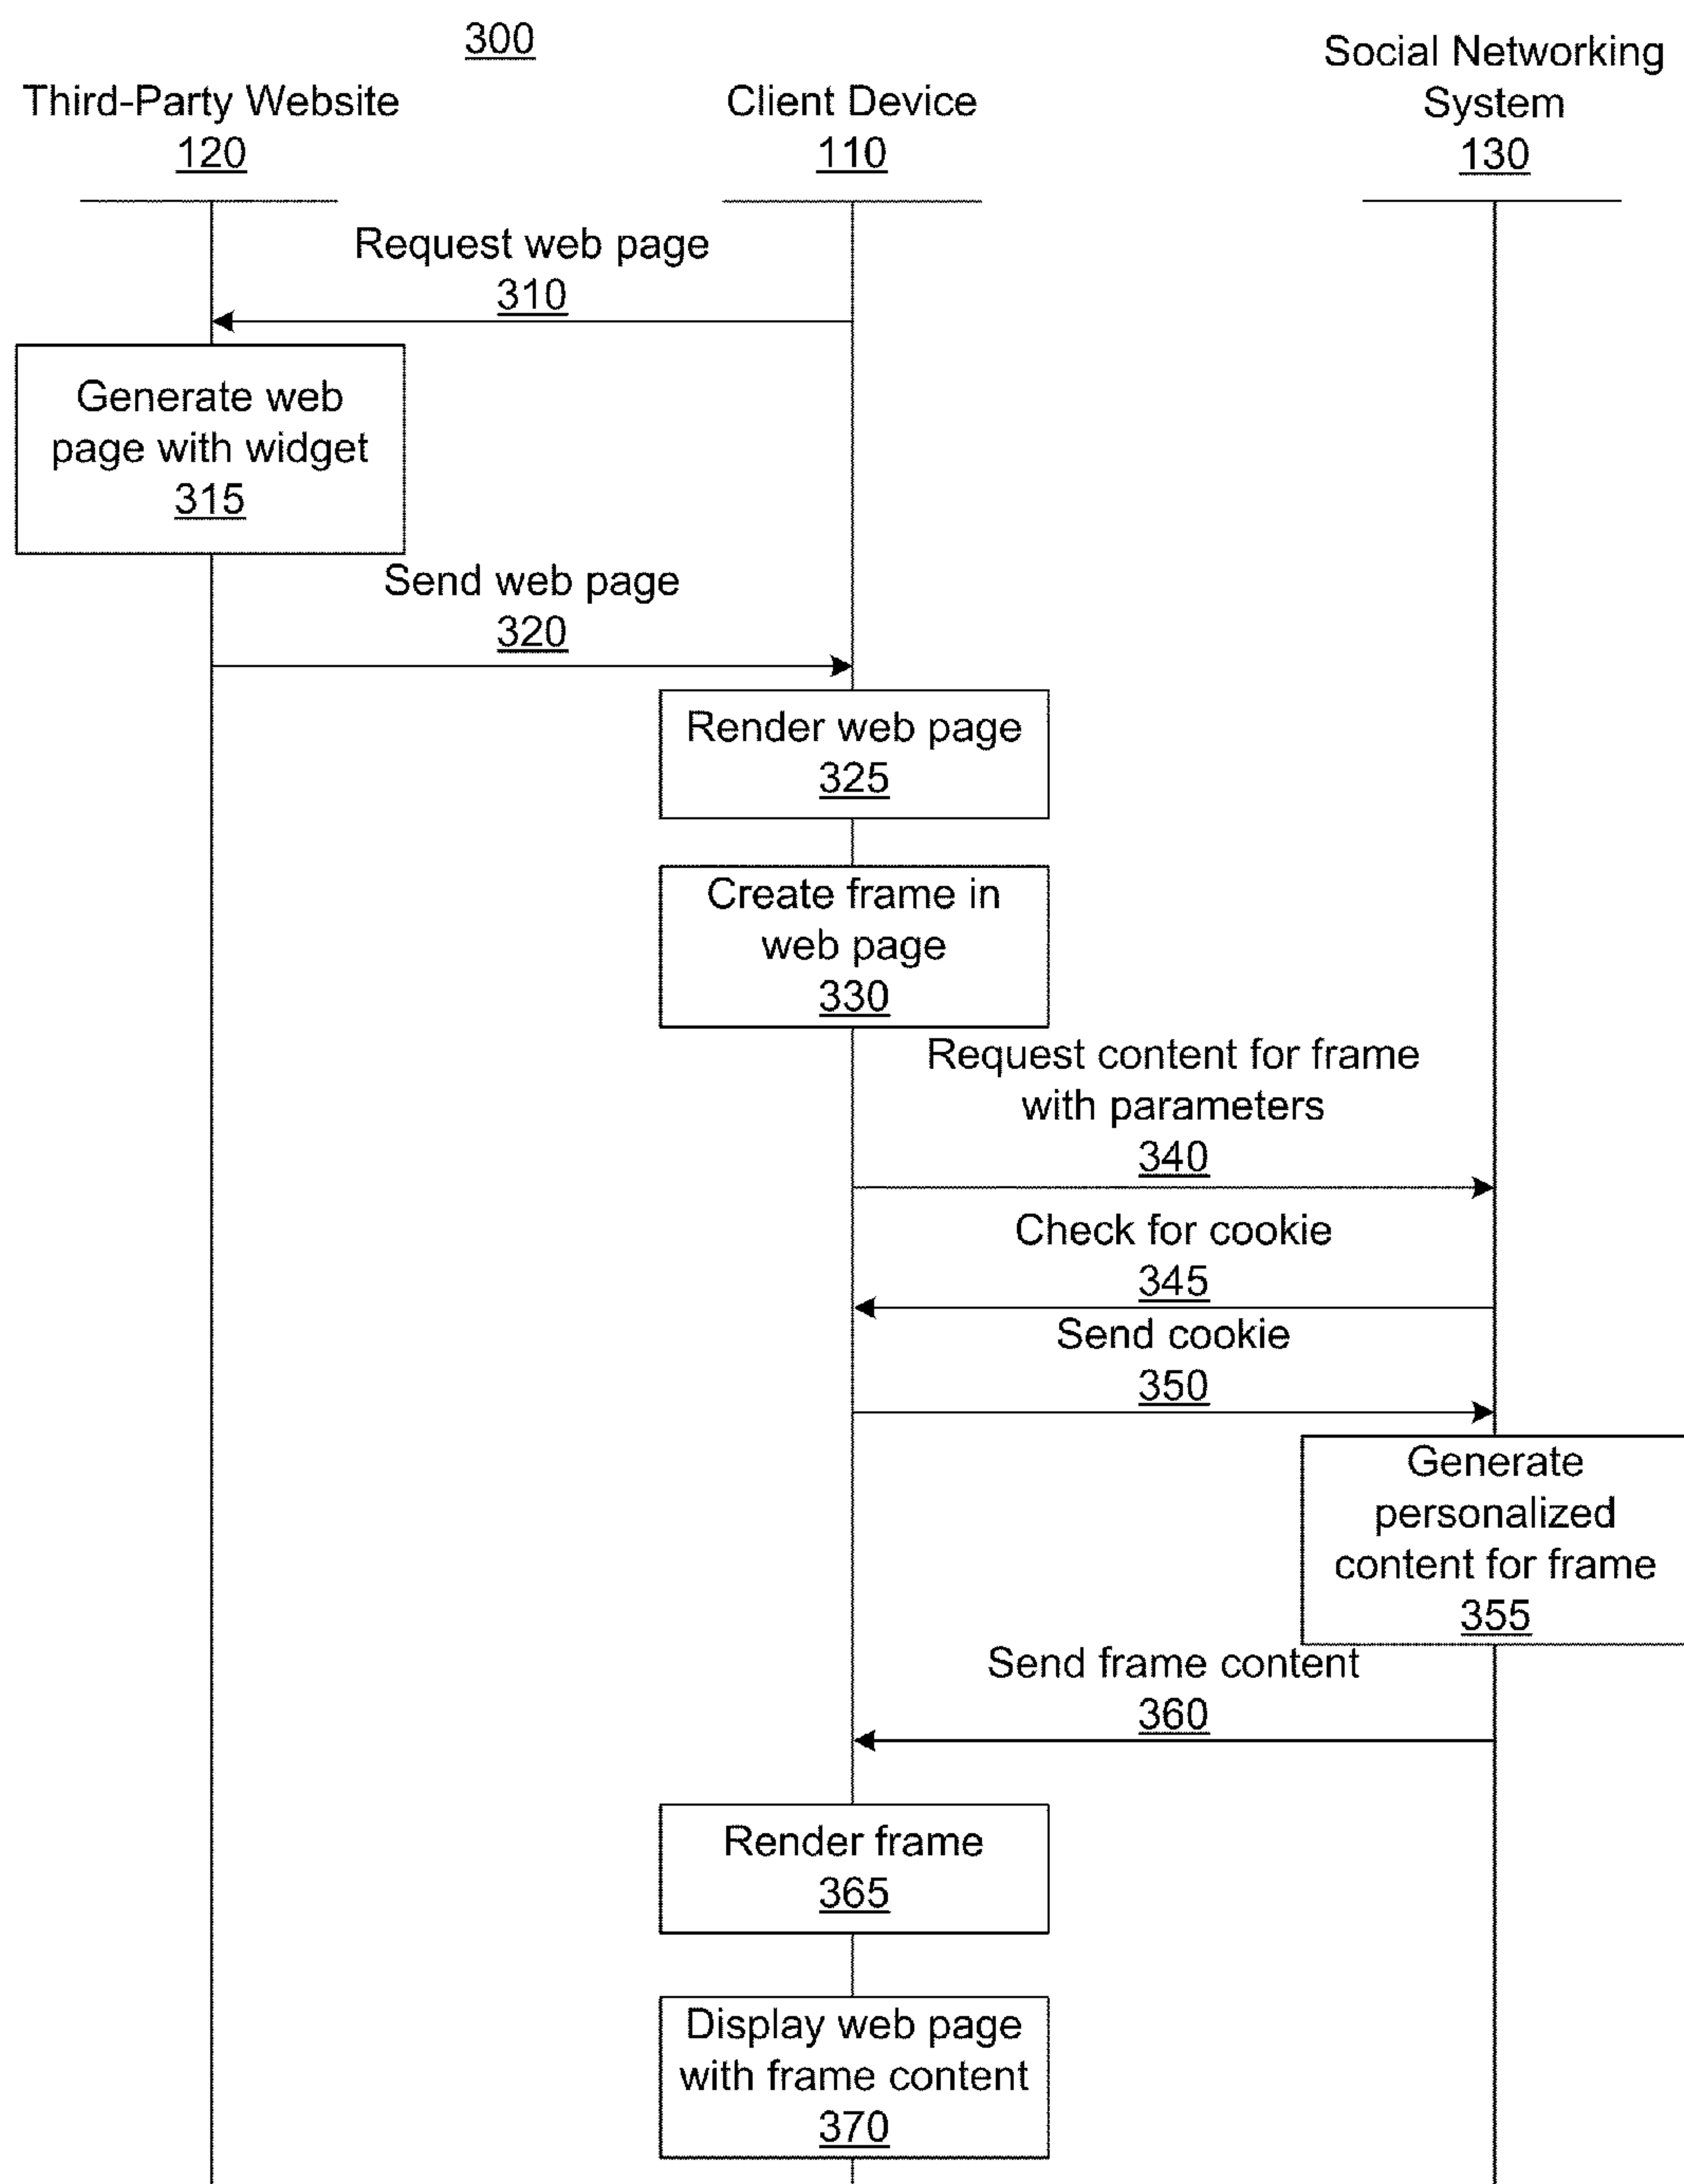 300
Third-Party Website
120
Client Device
110
Social Networking
System
130
Request web page
310
Generate web
page with widget
315
Send web page
320
Render web page
325
Create frame in
web page
330
Request content for frame
with parameters
340
Check for cookie
345
Send cookie
350
Generate
personalized
content for frame
355
Send frame content
360
Render frame
365
Display web page
with frame content
370